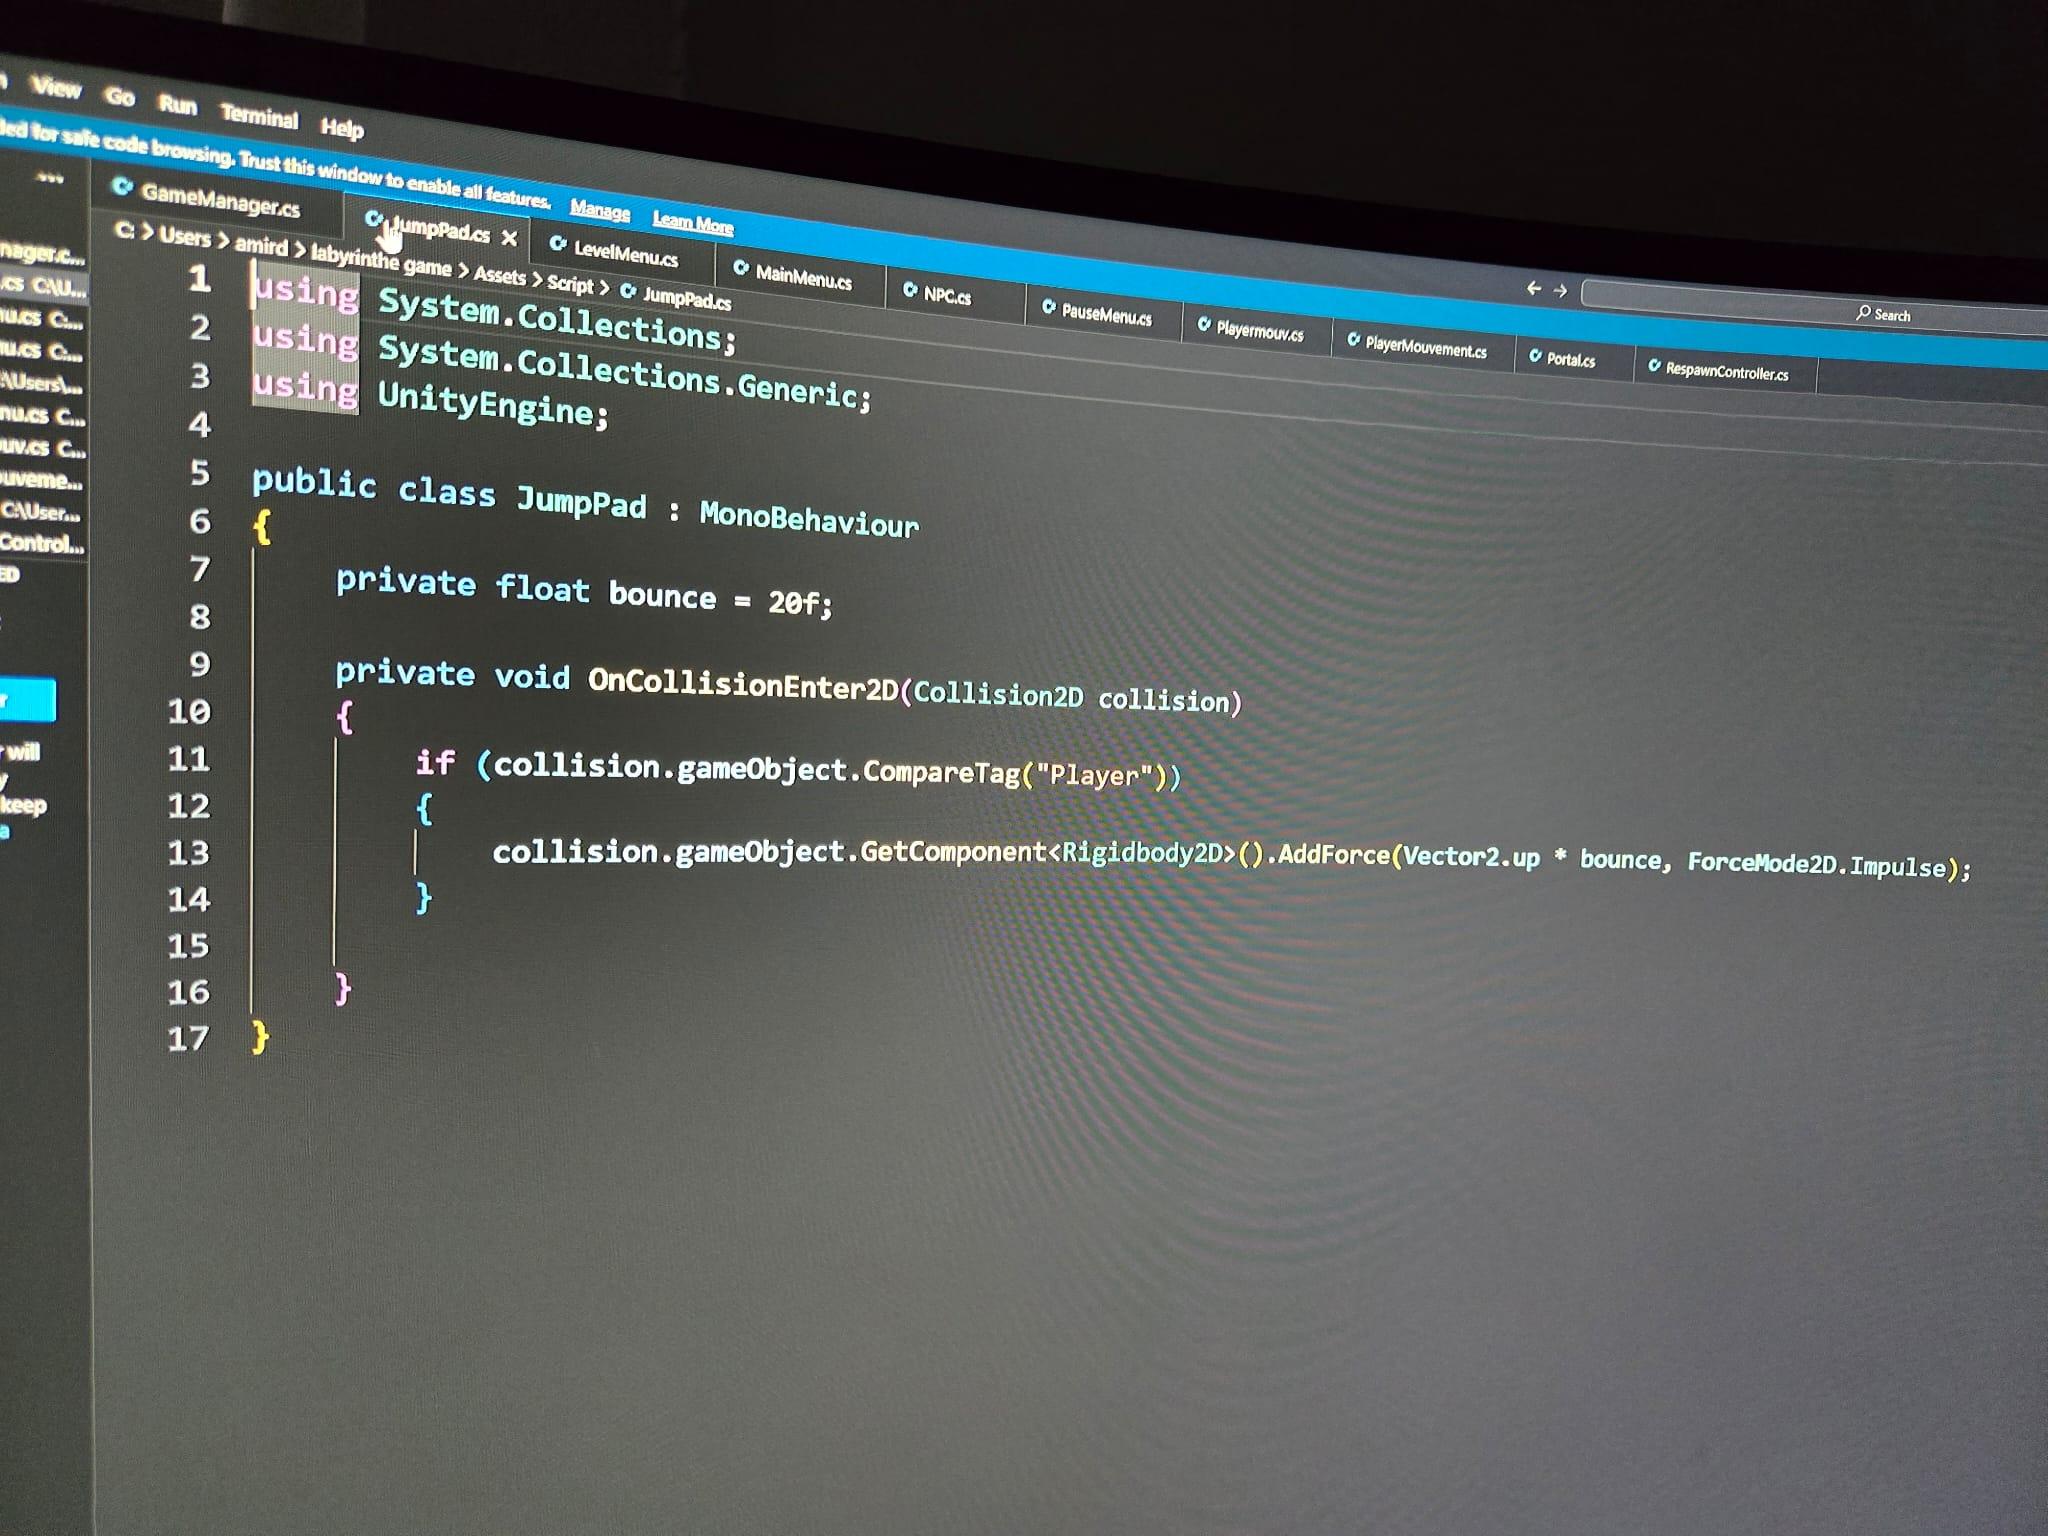 View Go Run Terminal Help
for safe code browsing. Trust this window to enable all features. Manage Learn More
Search
GameManager.cs JumpPad.cs LevelMenu.cs MainMenu.cs NPC.cs PauseMenu.cs Playermouv.cs PlayerMouvement.cs Portal.cs RespawnController.cs
C: > Users > amird > labyrinthe game > Assets > Script > JumpPad.cs
1 using System.Collections;
2 using System.Collections.Generic;
3 using UnityEngine;
4
5 public class JumpPad : MonoBehaviour
6 {
7 private float bounce = 20f;
8
9 private void OnCollisionEnter2D(Collision2D collision)
10 {
11 if (collision.gameObject.CompareTag("Player"))
12 {
13 collision.gameObject.GetComponent<Rigidbody2D>().AddForce(Vector2.up * bounce, ForceMode2D.Impulse);
14 }
15
16 }
17 }
nager.c...
.cs C:\U...
nu.cs C:...
nu.cs C:...
:\Users\...
nu.cs C...
ouv.cs C...
ouveme...
C:\User...
Control...
ED
will
keep
a